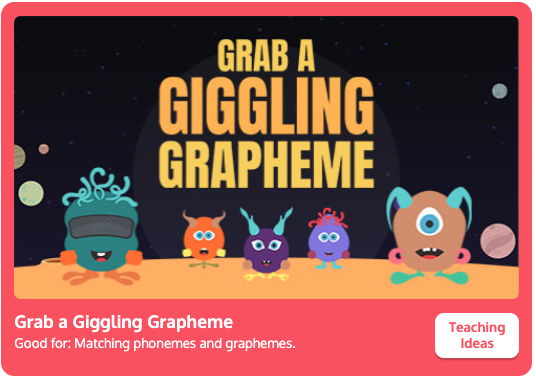 GRAB A
GIGGLING
GRAPHEME
Grab a Giggling Grapheme
Good for: Matching phonemes and graphemes.
Teaching
Ideas